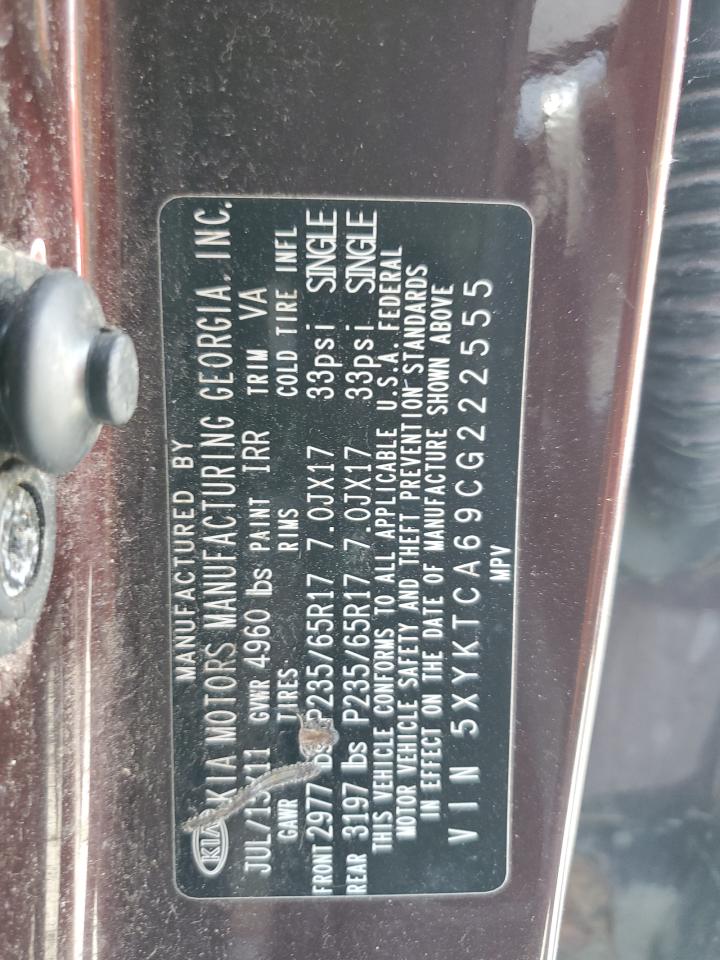 MANUFACTURED BY
KIA KIA MOTORS MANUFACTURING GEORGIA, INC.
JUL/15/11 GVWR 4960 lbs PAINT IRR TRIM VA
GAWR TIRES RIMS COLD TIRE INFL
FRONT 2977 lbs P235/65R17 7.0JX17 33psi SINGLE
REAR 3197 lbs P235/65R17 7.0JX17 33psi SINGLE
THIS VEHICLE CONFORMS TO ALL APPLICABLE U.S.A. FEDERAL
MOTOR VEHICLE SAFETY AND THEFT PREVENTION STANDARDS
IN EFFECT ON THE DATE OF MANUFACTURE SHOWN ABOVE
VIN 5XYKTCA69CG222555
MPV